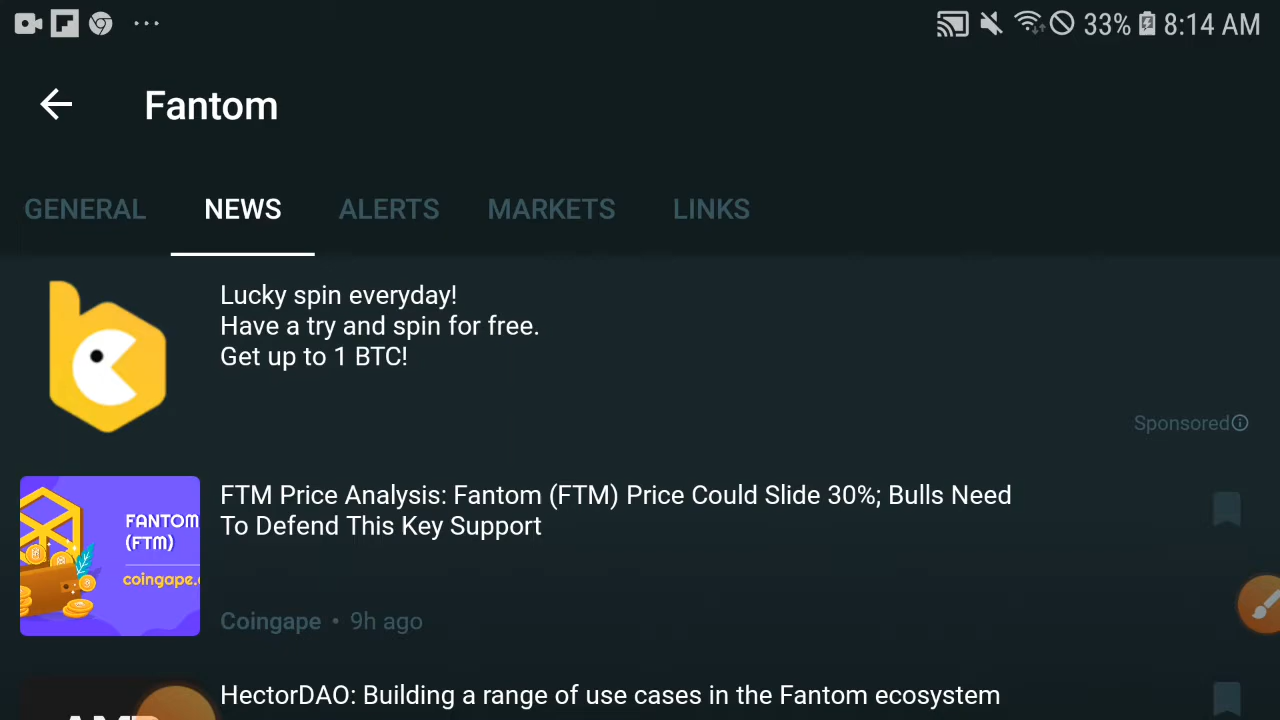 33% 8:14 AM
Fantom
GENERAL NEWS ALERTS MARKETS LINKS
Lucky spin everyday!
Have a try and spin for free.
Get up to 1 BTC!
Sponsored
FTM Price Analysis: Fantom (FTM) Price Could Slide 30%; Bulls Need
To Defend This Key Support
FANTOM
(FTM)
coingape.
Coingape • 9h ago
HectorDAO: Building a range of use cases in the Fantom ecosystem